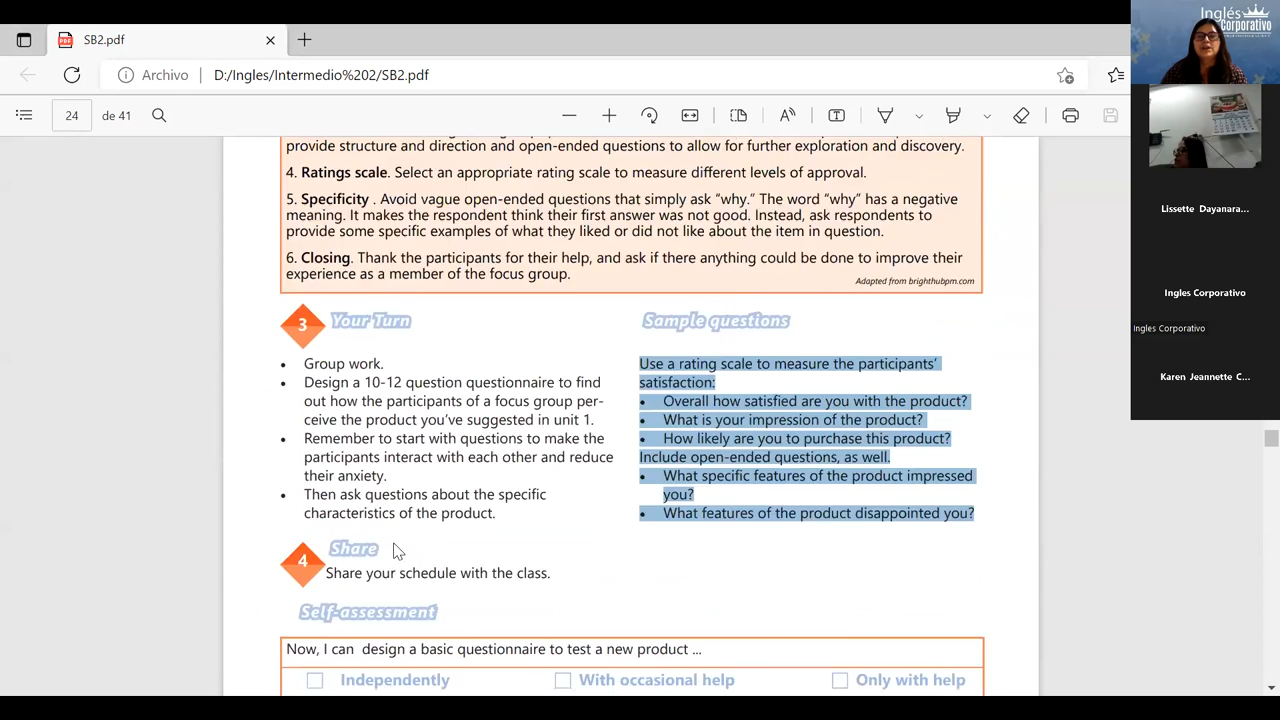 SB2.pdf
Archivo
D:/Ingles/Intermedio%202/SB2.pdf
24
de 41
provide structure and direction and open-ended questions to allow for further exploration and discovery.
4. Ratings scale. Select an appropriate rating scale to measure different levels of approval.
5. Specificity . Avoid vague open-ended questions that simply ask “why.” The word “why” has a negative
meaning. It makes the respondent think their first answer was not good. Instead, ask respondents to
provide some specific examples of what they liked or did not like about the item in question.
6. Closing. Thank the participants for their help, and ask if there anything could be done to improve their
experience as a member of the focus group.
Adapted from brighthubpm.com
3
Your Turn
• Group work.
• Design a 10-12 question questionnaire to find
out how the participants of a focus group per-
ceive the product you’ve suggested in unit 1.
• Remember to start with questions to make the
participants interact with each other and reduce
their anxiety.
• Then ask questions about the specific
characteristics of the product.
Sample questions
Use a rating scale to measure the participants’
satisfaction:
• Overall how satisfied are you with the product?
• What is your impression of the product?
• How likely are you to purchase this product?
Include open-ended questions, as well.
• What specific features of the product impressed
you?
• What features of the product disappointed you?
4
Share
Share your schedule with the class.
Self-assessment
Now, I can design a basic questionnaire to test a new product ...
Independently
With occasional help
Only with help
Inglés
Corporativo
Lissette Dayanara...
Ingles Corporativo
Ingles Corporativo
Karen Jeannette C...